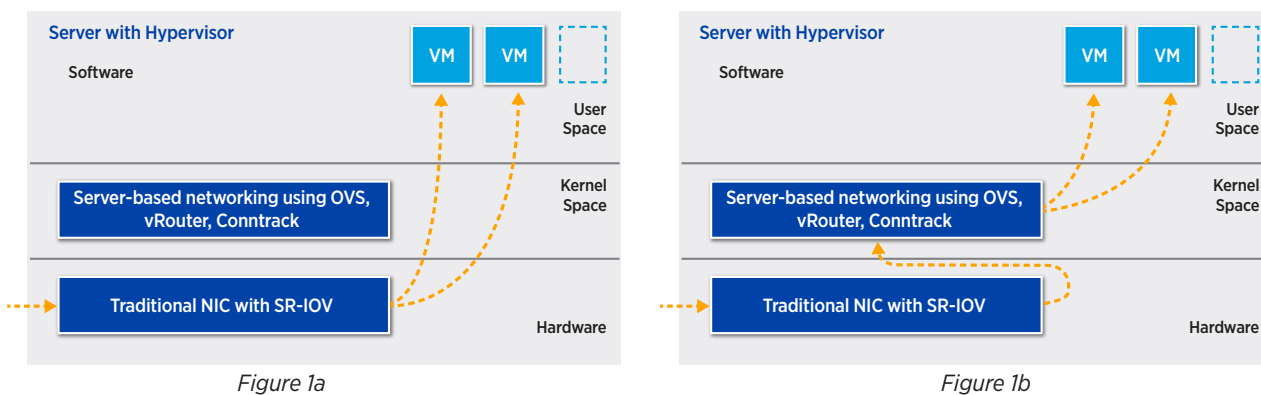 Server with Hypervisor
Software
VM
VM
User
Space
Server-based networking using OVS,
vRouter, Conntrack
Kernel
Space
Traditional NIC with SR-IOV
Hardware
Figure 1a
Server with Hypervisor
Software
VM
VM
User
Space
Server-based networking using OVS,
vRouter, Conntrack
Kernel
Space
Traditional NIC with SR-IOV
Hardware
Figure 1b